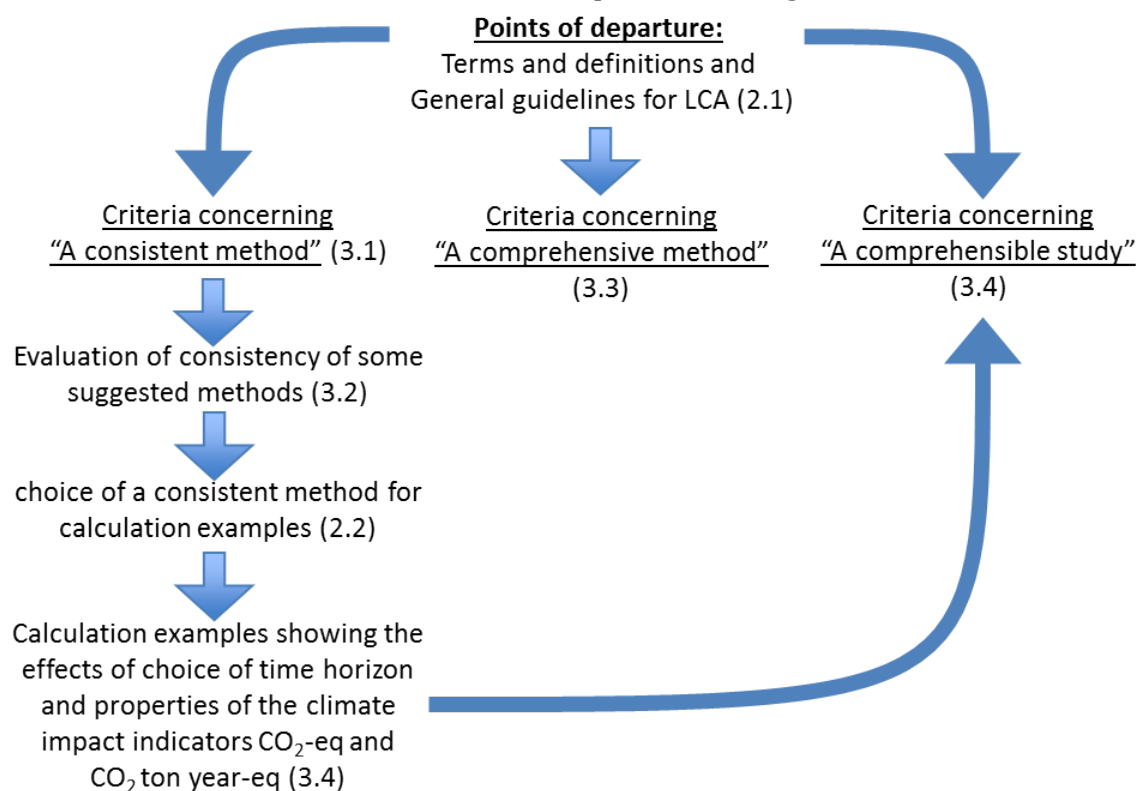 Points of departure:
Terms and definitions and
General guidelines for LCA (2.1)
Criteria concerning
“A consistent method” (3.1)
Criteria concerning
“A comprehensive method”
(3.3)
Criteria concerning
“A comprehensible study”
(3.4)
Evaluation of consistency of some
suggested methods (3.2)
choice of a consistent method for
calculation examples (2.2)
Calculation examples showing the
effects of choice of time horizon
and properties of the climate
impact indicators CO₂-eq and
CO₂ ton year-eq (3.4)